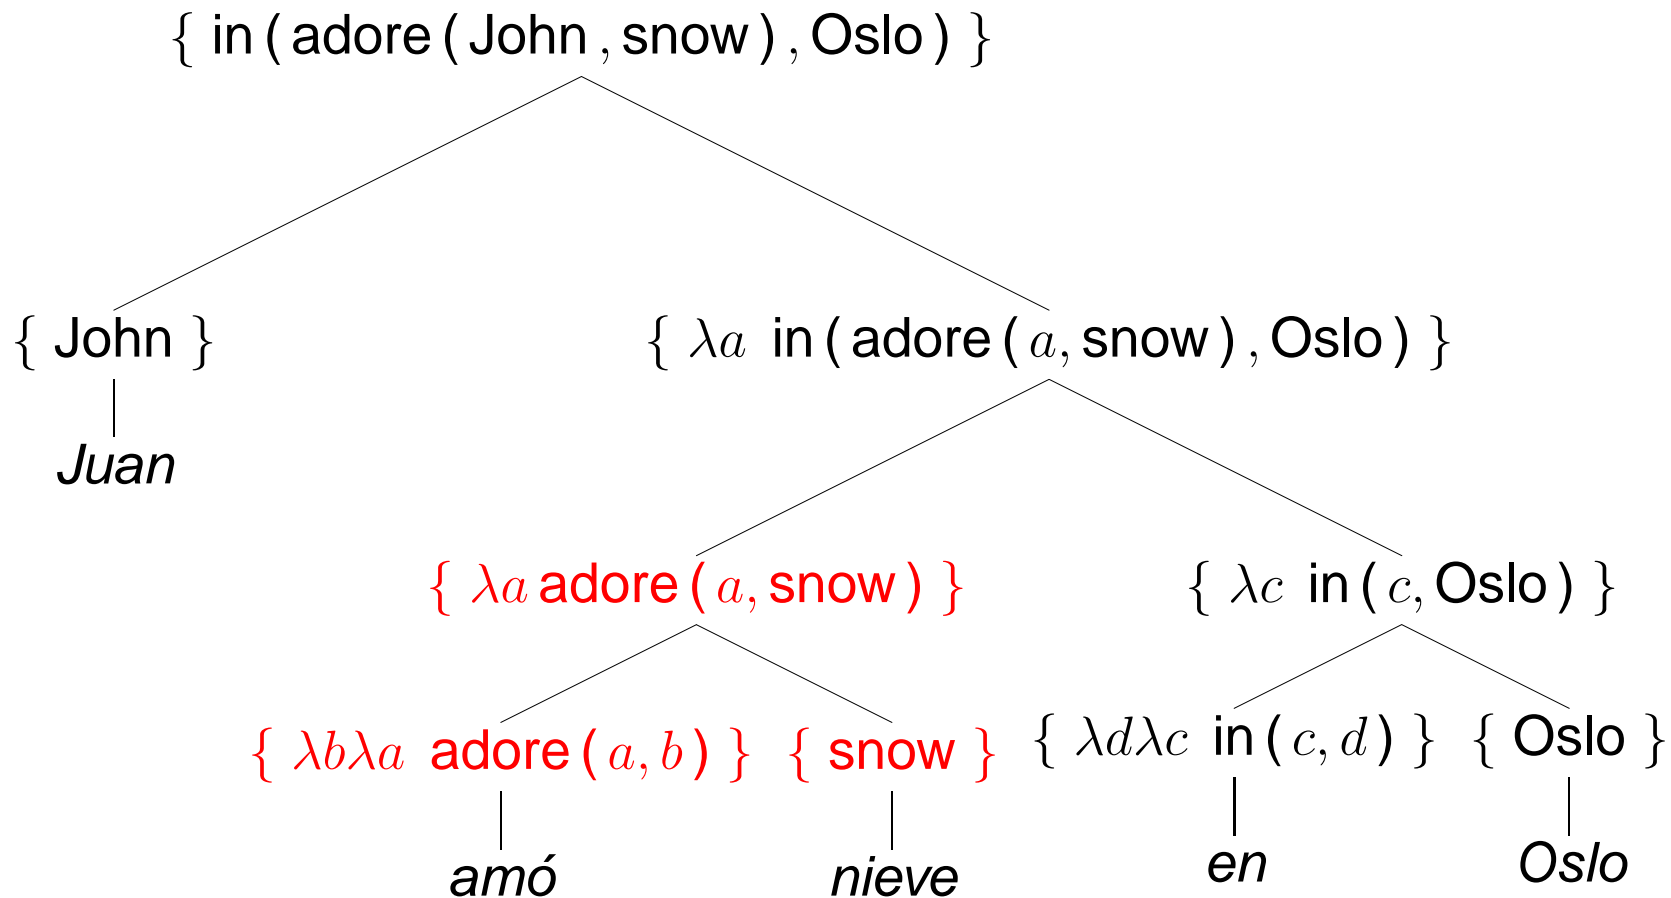 { in(adore(John,snow),Oslo) }
{ John } { λa in(adore(a,snow),Oslo) }
Juan
{ λa adore(a,snow) } { λc in(c,Oslo) }
{ λbλa adore(a,b) } { snow } { λdλc in(c,d) } { Oslo }
amó nieve en Oslo